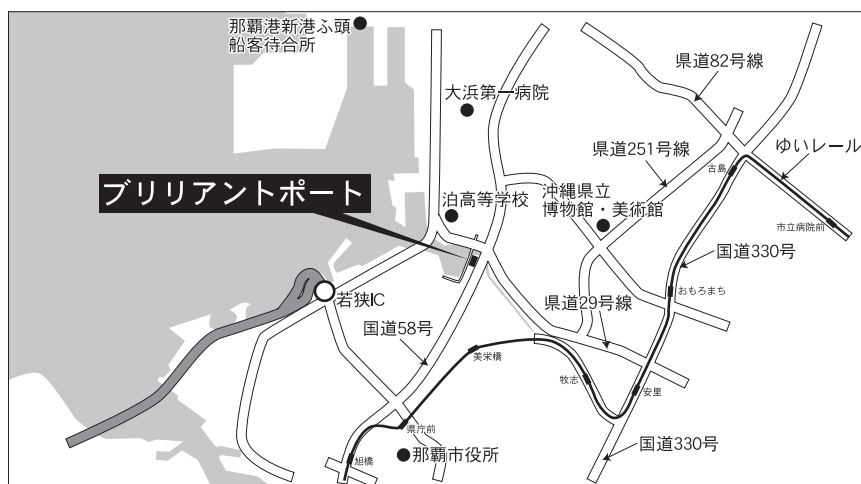 那覇港新港ふ頭
船客待合所
県道82号線
大浜第一病院
ゆいレール
県道251号線
古島
ブリリアントポート
泊高等学校
沖縄県立
博物館・美術館
市立病院前
国道330号
おもろまち
若狭IC
県道29号線
国道58号
美栄橋
牧志
安里
県庁前
国道330号
旭橋
那覇市役所